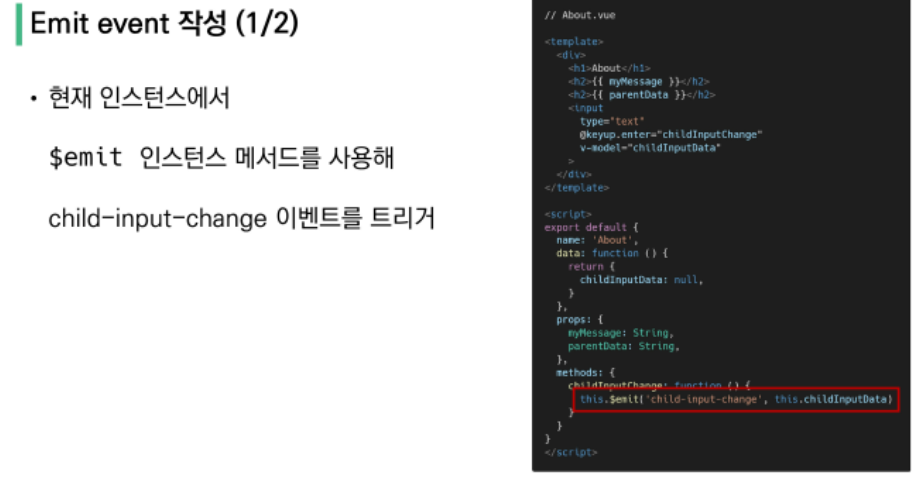 Emit event 작성 (1/2)
• 현재 인스턴스에서
$emit 인스턴스 메서드를 사용해
child-input-change 이벤트를 트리거
// About.vue
<template>
<div>
<h1>About</h1>
<h2>{{ myMessage }}</h2>
<h2>{{ parentData }}</h2>
<input
type="text"
@keyup.enter="childInputChange"
v-model="childInputData"
>
</div>
</template>
<script>
export default {
name: 'About',
data: function () {
return {
childInputData: null,
}
},
props: {
myMessage: String,
parentData: String,
},
methods: {
childInputChange: function () {
this.$emit('child-input-change', this.childInputData)
}
}
}
</script>